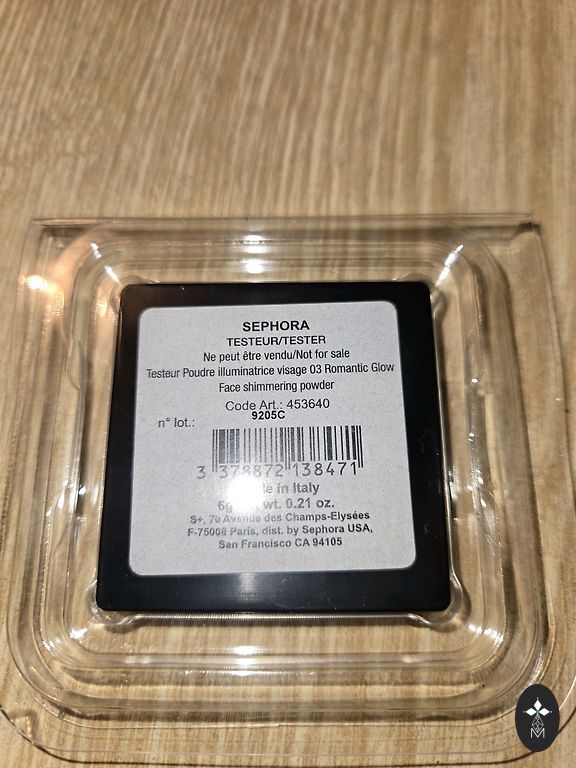 SEPHORA
TESTEUR/TESTER
Ne peut être vendu/Not for sale
Testeur Poudre illuminatrice visage 03 Romantic Glow
Face shimmering powder
Code Art.: 453640
n° lot.: 9205C
3 378872 138471
in Italy
6g wt. 0.21 oz.
S+, 70 Avenue des Champs-Elysées
F-75008 Paris, dist. by Sephora USA,
San Francisco CA 94105
M